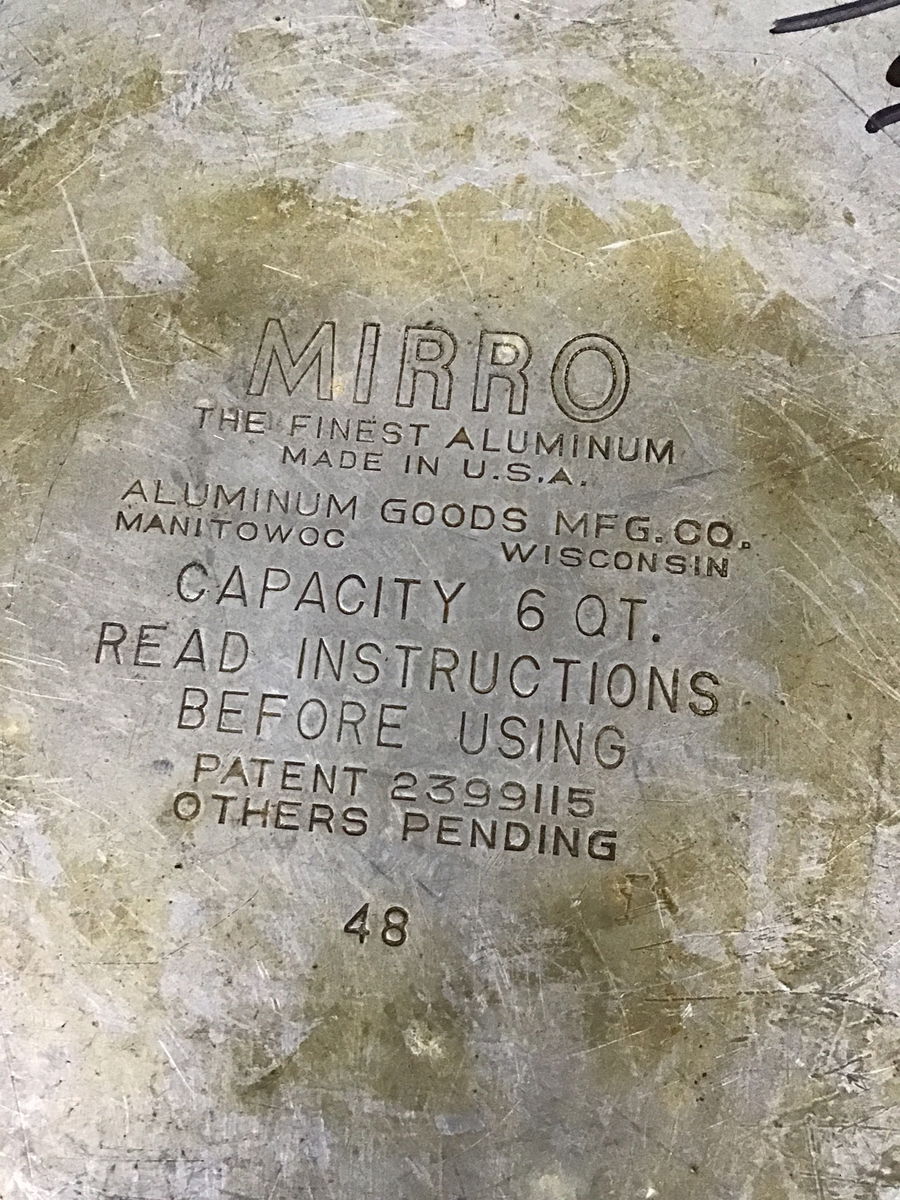 MIRRO
THE FINEST ALUMINUM
MADE IN U.S.A.
ALUMINUM GOODS MFG. CO.
MANITOWOC WISCONSIN
CAPACITY 6 QT.
READ INSTRUCTIONS
BEFORE USING
PATENT 2399115
OTHERS PENDING
48